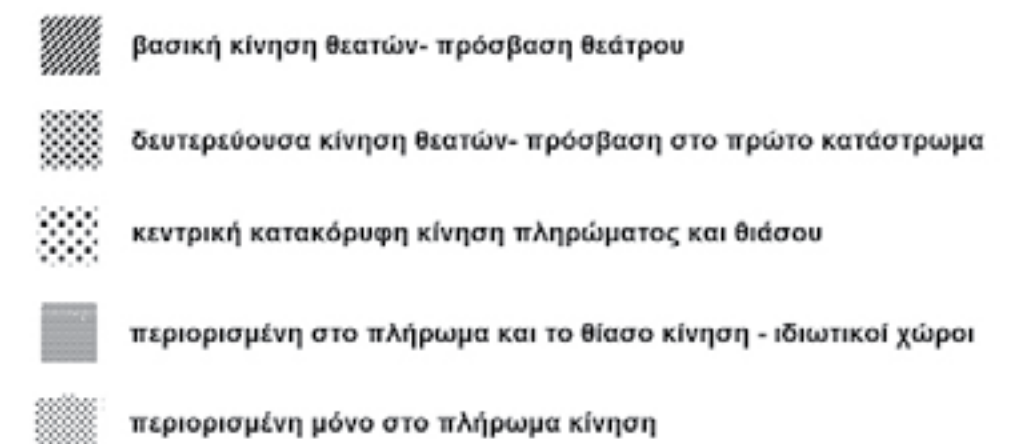 βασική κίνηση θεατών- πρόσβαση θεάτρου
δευτερεύουσα κίνηση θεατών- πρόσβαση στο πρώτο κατάστρωμα
κεντρική κατακόρυφη κίνηση πληρώματος και θιάσου
περιορισμένη στο πλήρωμα και το θίασο κίνηση - ιδιωτικοί χώροι
περιορισμένη μόνο στο πλήρωμα κίνηση